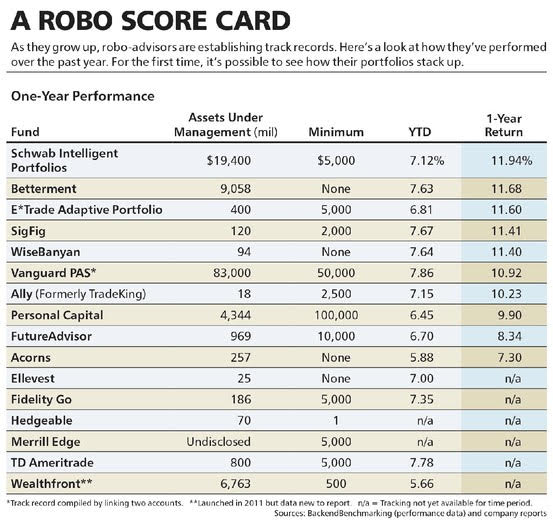 A ROBO SCORE CARD
As they grow up, robo-advisors are establishing track records. Here's a look at how they've performed
over the past year. For the first time, it's possible to see how their portfolios stack up.
One-Year Performance
Fund Assets Under Management (mil) Minimum YTD 1-Year Return
Schwab Intelligent Portfolios $19,400 $5,000 7.12% 11.94%
Betterment 9,058 None 7.63 11.68
E*Trade Adaptive Portfolio 400 5,000 6.81 11.60
SigFig 120 2,000 7.67 11.41
WiseBanyan 94 None 7.64 11.40
Vanguard PAS* 83,000 50,000 7.86 10.92
Ally (Formerly TradeKing) 18 2,500 7.15 10.23
Personal Capital 4,344 100,000 6.45 9.90
FutureAdvisor 969 10,000 6.70 8.34
Acorns 257 None 5.88 7.30
Ellevest 25 None 7.00 n/a
Fidelity Go 186 5,000 7.35 n/a
Hedgeable 70 1 n/a n/a
Merrill Edge Undisclosed 5,000 n/a n/a
TD Ameritrade 800 5,000 7.78 n/a
Wealthfront** 6,763 500 5.66 n/a
*Track record compiled by linking two accounts. **Launched in 2011 but data new to report. n/a = Tracking not yet available for time period.
Sources: BackendBenchmarking (performance data) and company reports